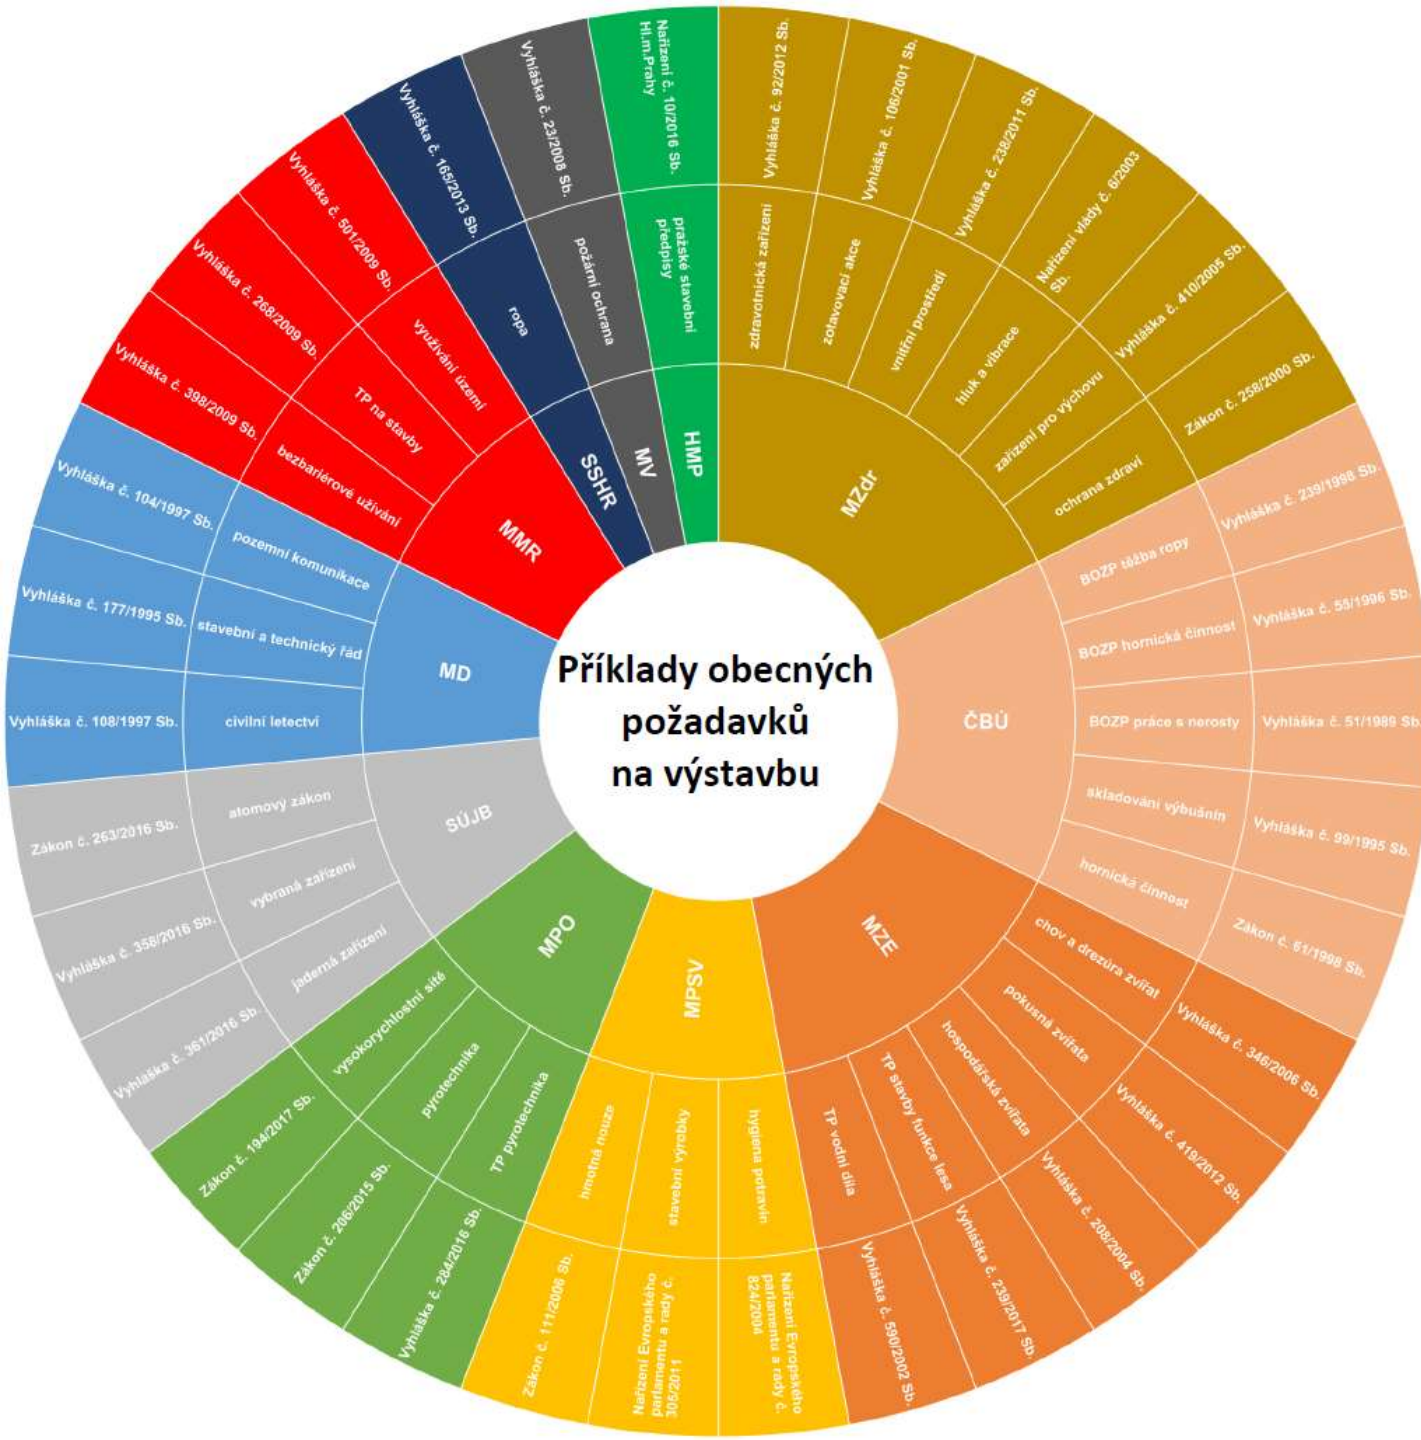 Příklady obecných
požadavků
na výstavbu
MZdr
zdravotnická zařízení
Vyhláška č. 92/2012 Sb.
zotavovací akce
Vyhláška č. 106/2001 Sb.
vnitřní prostředí
Vyhláška č. 238/2011 Sb.
hluk a vibrace
Nařízení vlády č. 6/2003
Sb.
zařízení pro výchovu
Vyhláška č. 410/2005 Sb.
ochrana zdraví
Zákon č. 258/2000 Sb.
ČBÚ
BOZP těžba ropy
Vyhláška č. 239/1998 Sb.
BOZP hornická činnost
Vyhláška č. 55/1996 Sb.
BOZP práce s nerosty
Vyhláška č. 51/1989 Sb.
skladování výbušnin
Vyhláška č. 99/1995 Sb.
hornická činnost
Zákon č. 61/1998 Sb.
MZE
chov a drezúra zvířat
Vyhláška č. 346/2006 Sb.
pokusná zvířata
Vyhláška č. 419/2012 Sb.
hospodářská zvířata
Vyhláška č. 208/2004 Sb.
TP stavby funkce lesa
Vyhláška č. 239/2017 Sb.
TP vodní díla
Vyhláška č. 590/2002 Sb.
MPSV
hygiena potravin
Nařízení Evropského
parlamentu a rady č.
824/2004
stavební výrobky
Nařízení Evropského
parlamentu a rady č.
305/2011
hmotná nouze
Zákon č. 111/2006 Sb.
MPO
TP pyrotechnika
Vyhláška č. 284/2016 Sb.
pyrotechnika
Zákon č. 206/2015 Sb.
vysokorychlostní sítě
Zákon č. 194/2017 Sb.
SÚJB
jaderná zařízení
Vyhláška č. 361/2016 Sb.
vybraná zařízení
Vyhláška č. 358/2016 Sb.
atomový zákon
Zákon č. 263/2016 Sb.
MD
civilní letectví
Vyhláška č. 108/1997 Sb.
stavební a technický řád
Vyhláška č. 177/1995 Sb.
pozemní komunikace
Vyhláška č. 104/1997 Sb.
MMR
bezbariérové užívání
Vyhláška č. 398/2009 Sb.
TP na stavby
Vyhláška č. 268/2009 Sb.
využívání území
Vyhláška č. 501/2009 Sb.
SSHR
ropa
Vyhláška č. 165/2013 Sb.
MV
požární ochrana
Vyhláška č. 23/2008 Sb.
HMP
pražské stavební
předpisy
Nařízení č. 10/2016 Sb.
Hl.m.Prahy